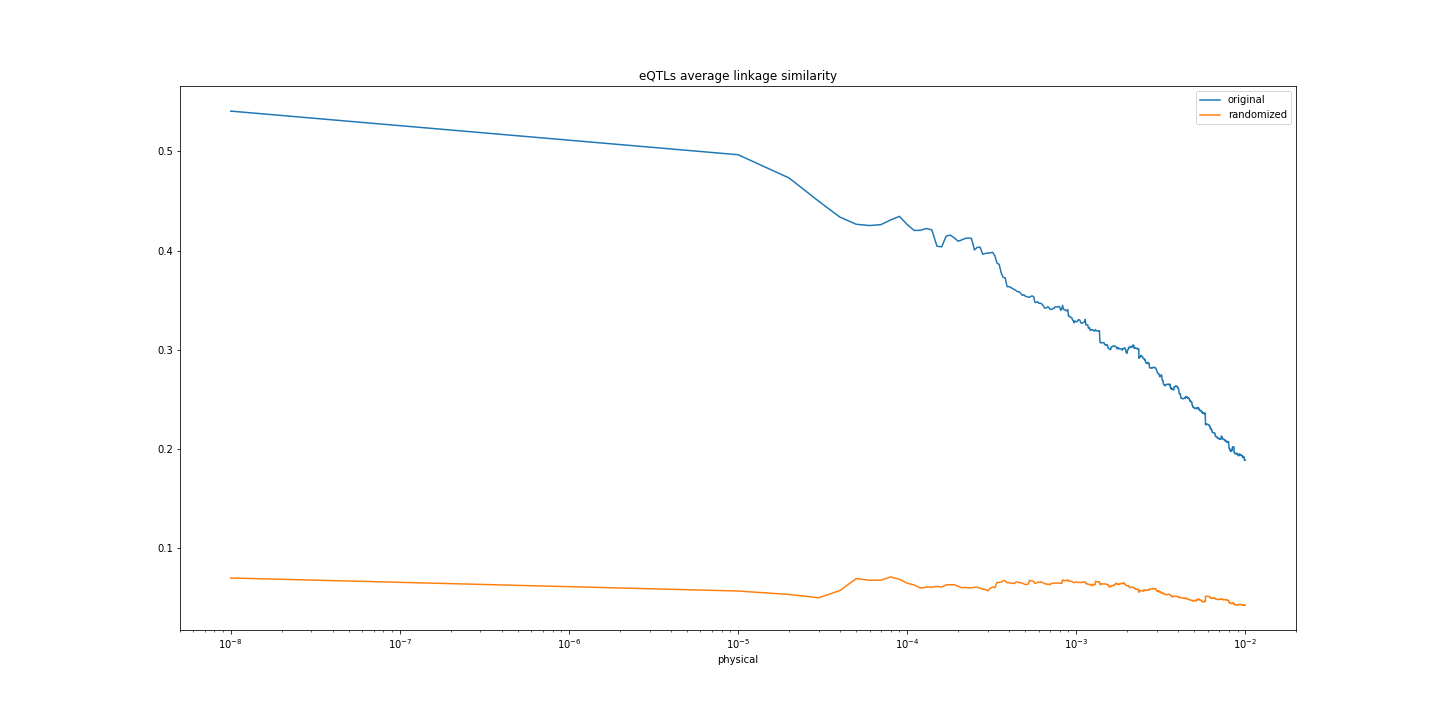 eQTLs average linkage similarity
original
randomized
0.5
0.4
0.3
0.2
0.1
10⁻⁸ 10⁻⁷ 10⁻⁶ 10⁻⁵ 10⁻⁴ 10⁻³ 10⁻²
physical